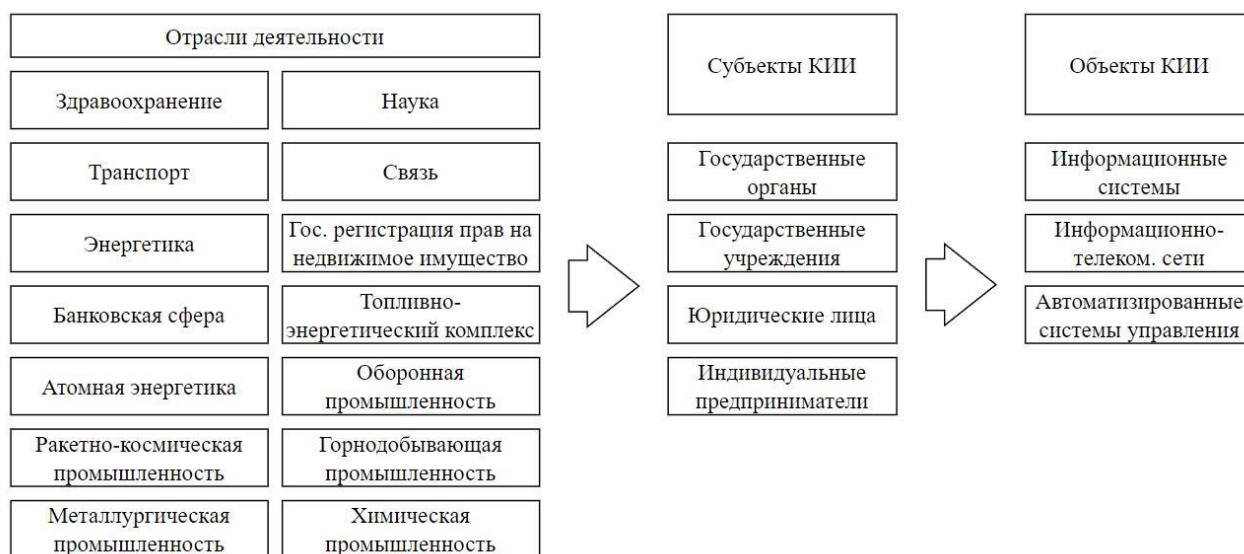 Отрасли деятельности
Здравоохранение
Наука
Транспорт
Связь
Энергетика
Гос. регистрация прав на
недвижимое имущество
Банковская сфера
Топливно-
энергетический комплекс
Атомная энергетика
Оборонная
промышленность
Ракетно-космическая
промышленность
Горнодобывающая
промышленность
Металлургическая
промышленность
Химическая
промышленность
Субъекты КИИ
Государственные
органы
Государственные
учреждения
Юридические лица
Индивидуальные
предприниматели
Объекты КИИ
Информационные
системы
Информационно-
телеком. сети
Автоматизированные
системы управления